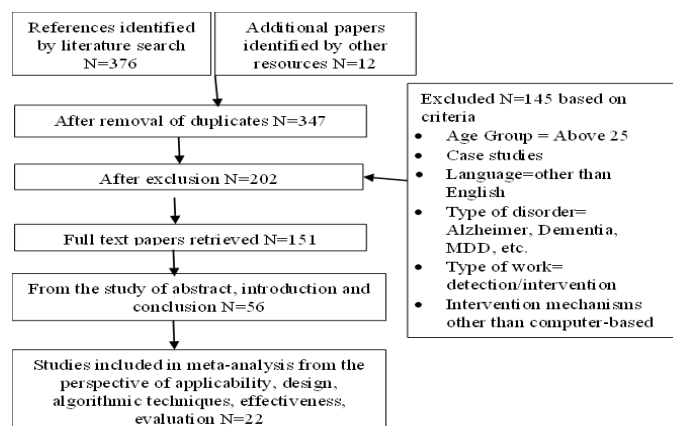 References identified
by literature search
N=376
Additional papers
identified by other
resources N=12
After removal of duplicates N=347
After exclusion N=202
Full text papers retrieved N=151
From the study of abstract, introduction and
conclusion N=56
Studies included in meta-analysis from the
perspective of applicability, design,
algorithmic techniques, effectiveness,
evaluation N=22
Excluded N=145 based on
criteria
• Age Group = Above 25
• Case studies
• Language=other than
English
• Type of disorder=
Alzheimer, Dementia,
MDD, etc.
• Type of work=
detection/intervention
• Intervention mechanisms
other than computer-based